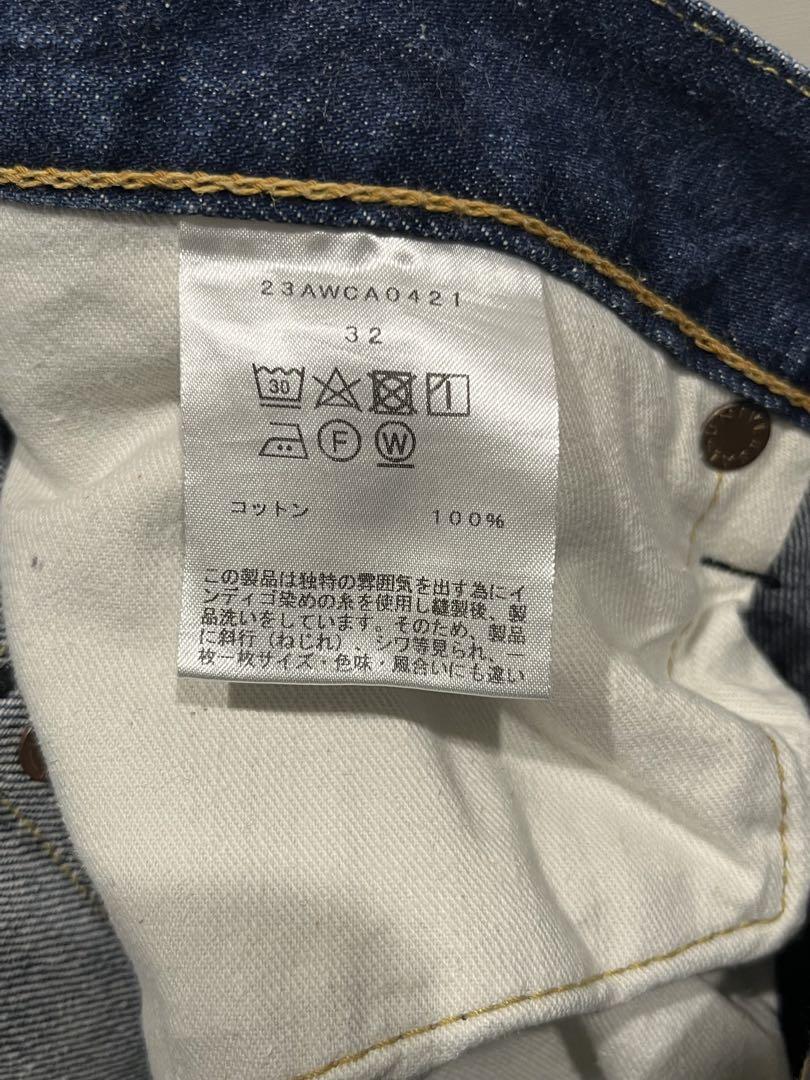 23AWCA0421
32
30
F W
コットン 100%
この製品は独特の雰囲気を出す為にイ
ンディゴ染めの糸を使用し縫製後、製
品洗いをしています。そのため、製品
に斜行（ねじれ）、シワ等見られ、一
枚一枚サイズ・色味・風合いにも違い